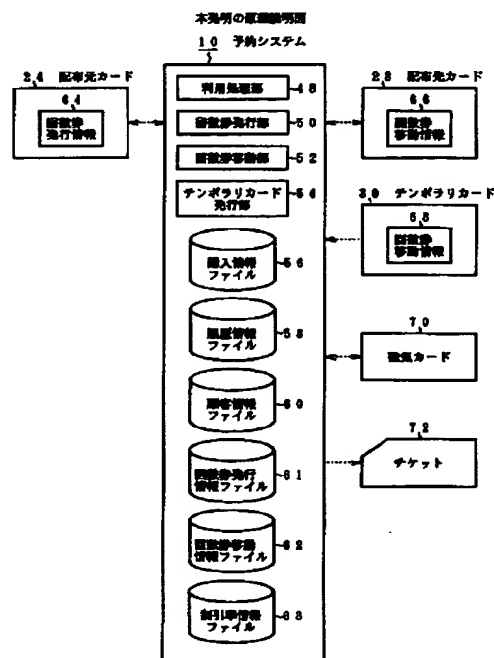 本発明の原理説明図
10 予約システム
24 配布元カード
64
回数券
発行情報
利用処理部
48
回数券発行部
50
回数券移動部
52
テンポラリカード
発行部
54
28 配布先カード
66
回数券
移動情報
30 テンポラリカード
68
回数券
移動情報
購入情報
ファイル
56
履歴情報
ファイル
58
顧客情報
ファイル
60
回数券発行
情報ファイル
61
回数券移動
情報ファイル
62
割引率情報
ファイル
63
70
磁気カード
72
チケット